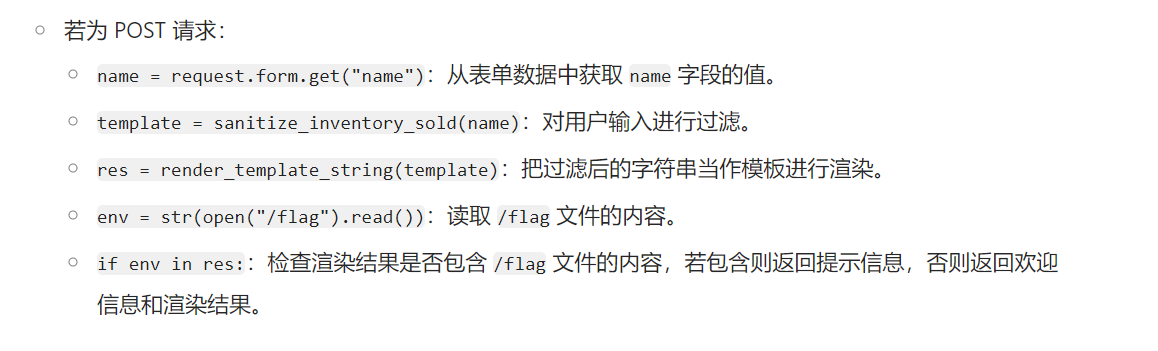 若为 POST 请求：
name = request.form.get("name")：从表单数据中获取 name 字段的值。
template = sanitize_inventory_sold(name)：对用户输入进行过滤。
res = render_template_string(template)：把过滤后的字符串当作模板进行渲染。
env = str(open("/flag").read())：读取 /flag 文件的内容。
if env in res:：检查渲染结果是否包含 /flag 文件的内容，若包含则返回提示信息，否则返回欢迎
信息和渲染结果。